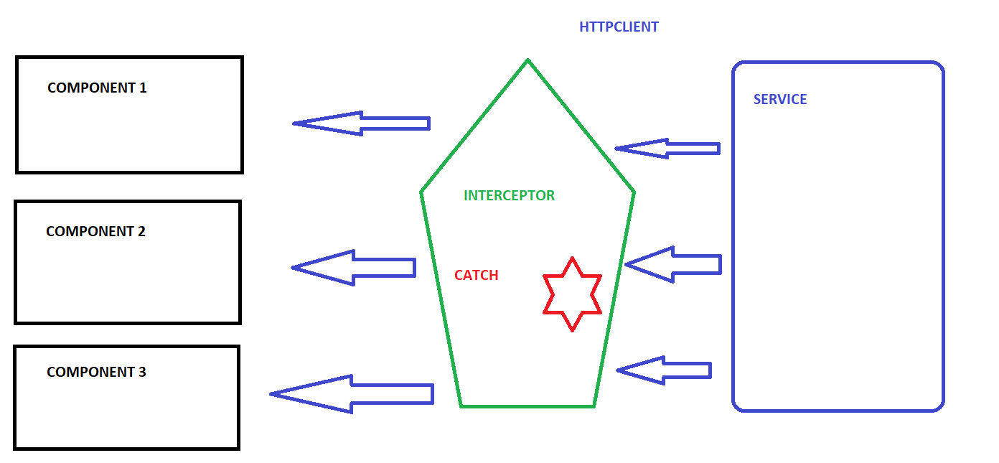 HTTPCLIENT
COMPONENT 1
SERVICE
INTERCEPTOR
COMPONENT 2
CATCH
COMPONENT 3